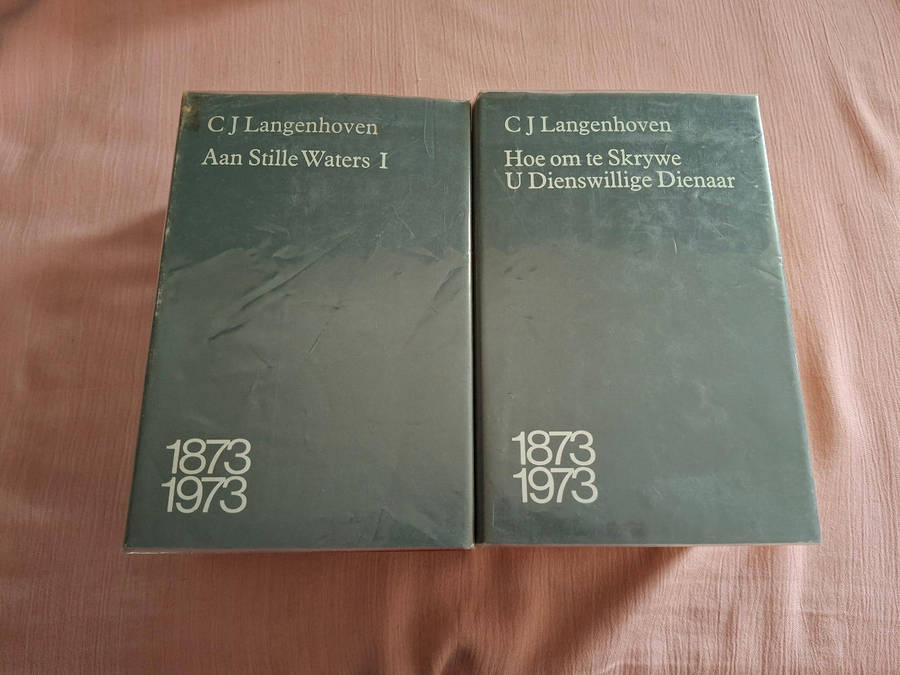 C J Langenhoven
Aan Stille Waters I
1873
1973
C J Langenhoven
Hoe om te Skrywe
U Dienswillige Dienaar
1873
1973